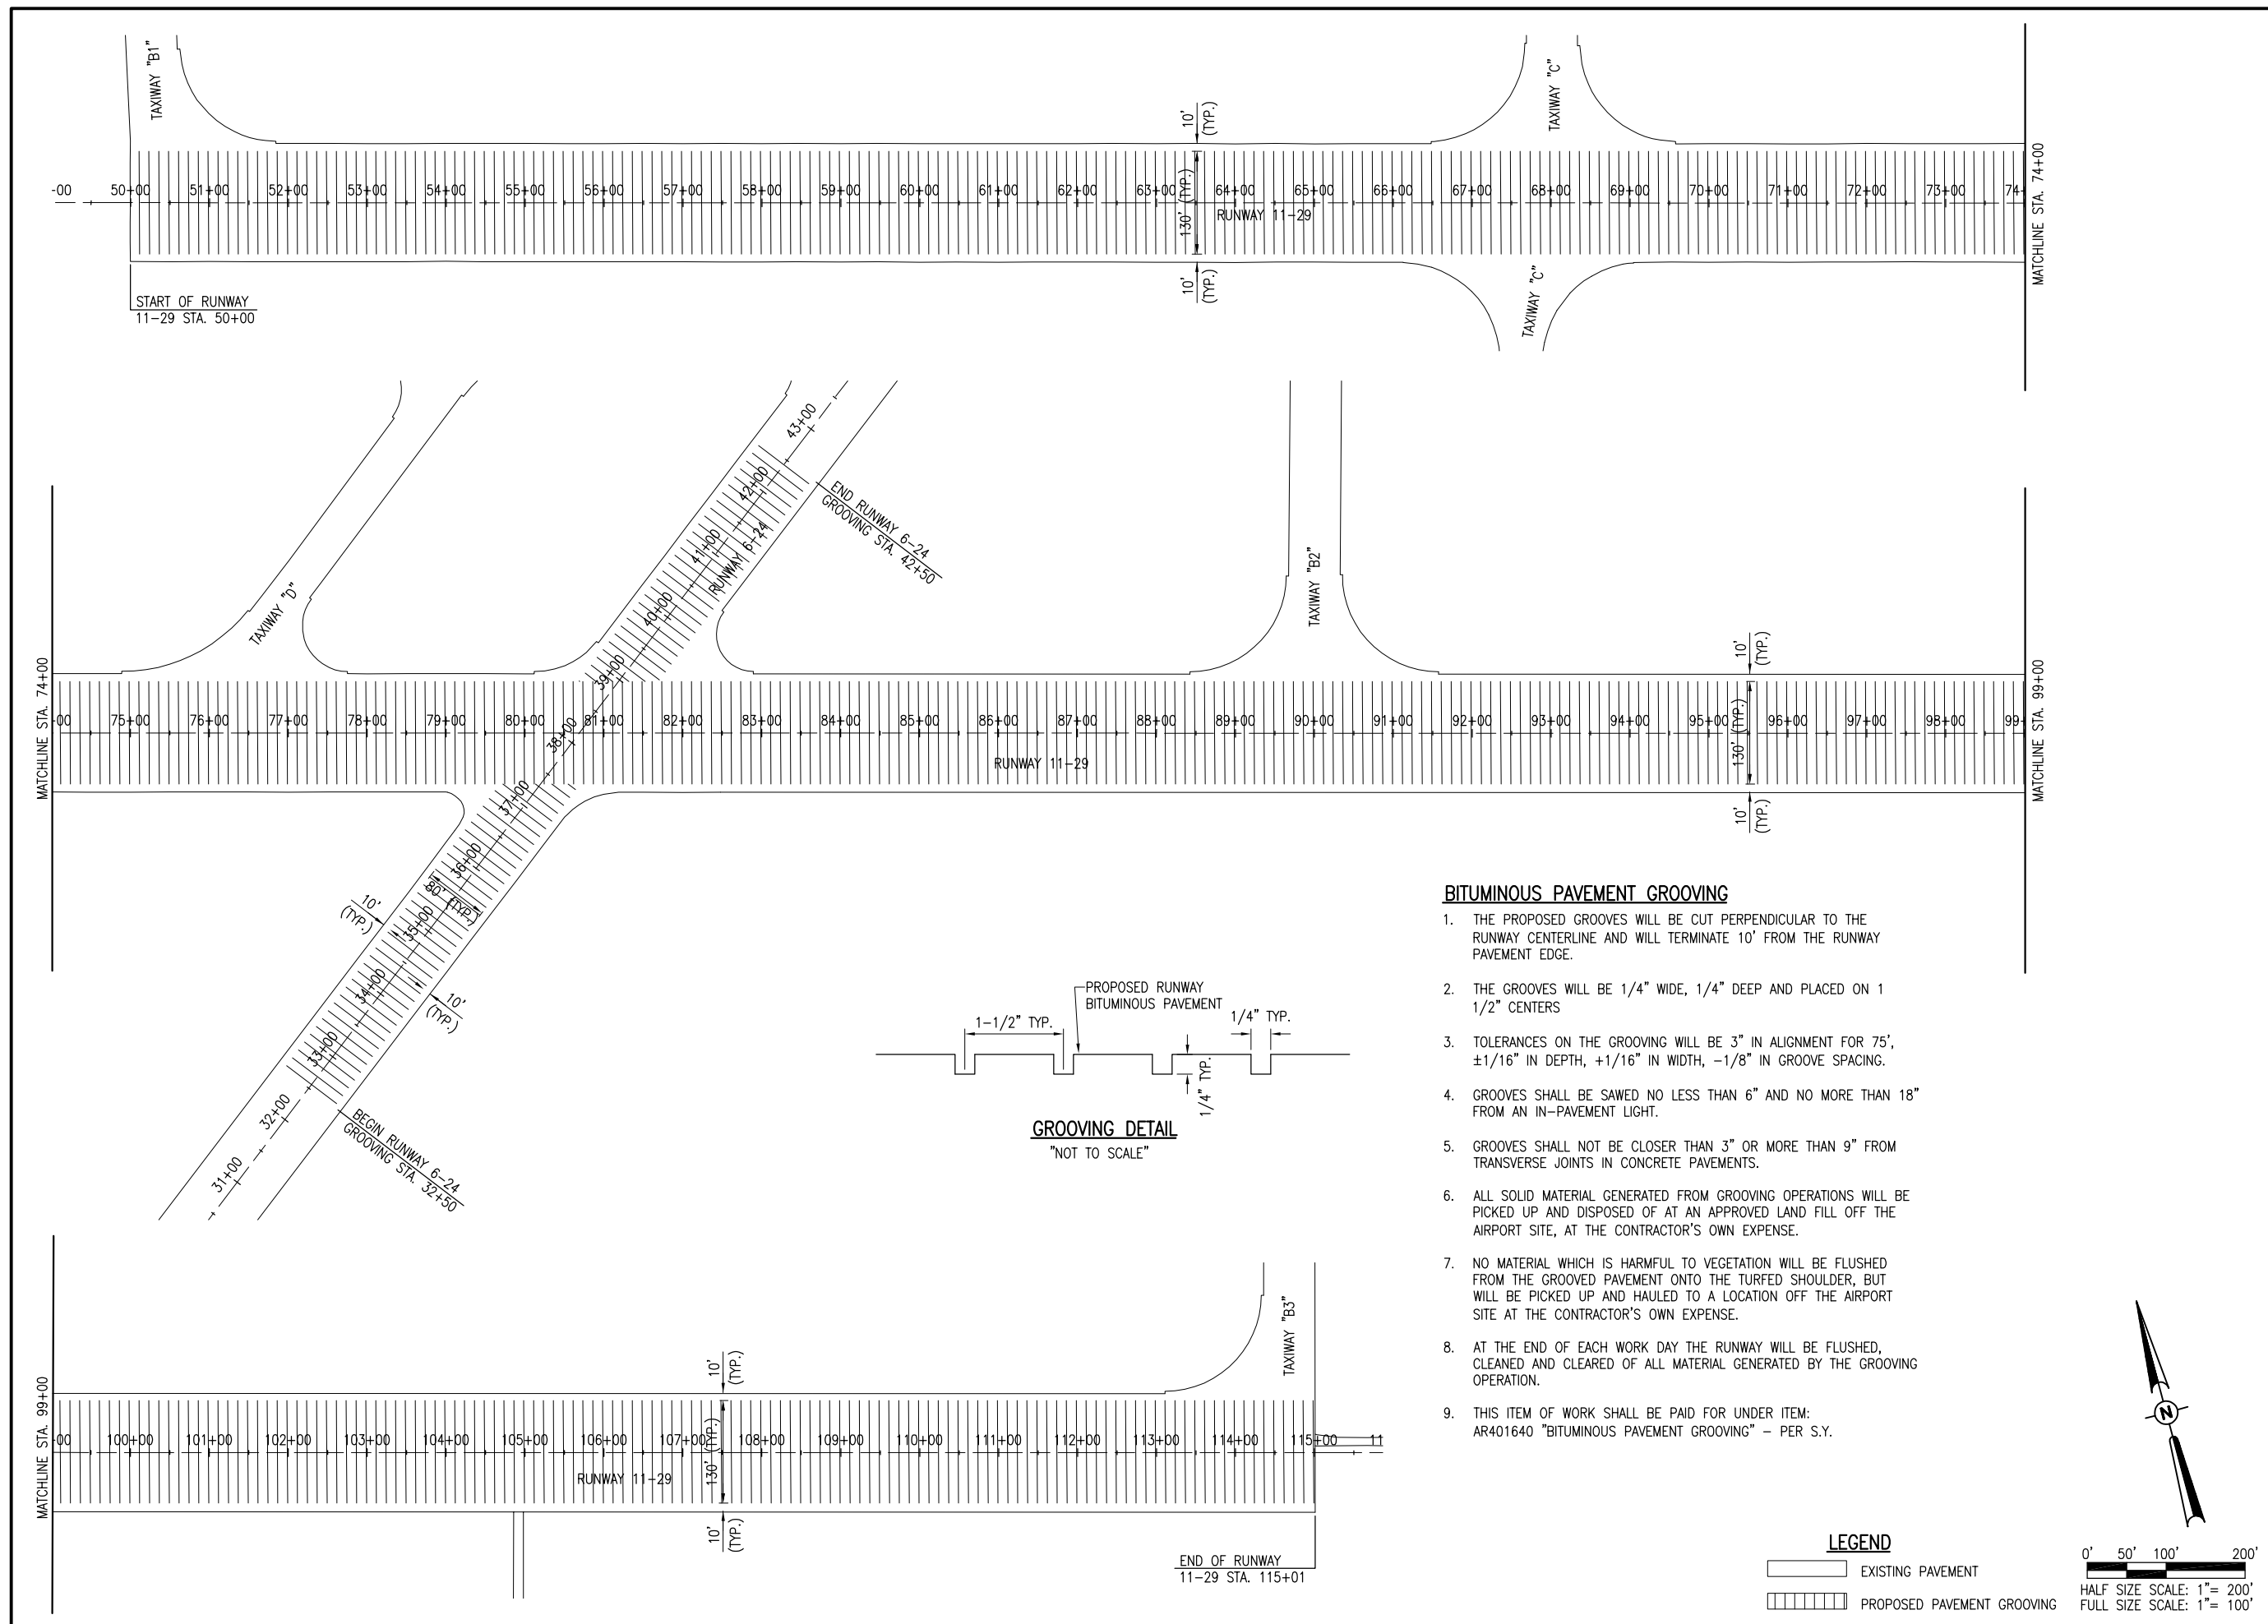 TAXIWAY "B1"
10'
(TYP.)
TAXIWAY "C"
-00 50+00 51+00 52+00 53+00 54+00 55+00 56+00 57+00 58+00 59+00 60+00 61+00 62+00 63+00 64+00 65+00 66+00 67+00 68+00 69+00 70+00 71+00 72+00 73+00 74+
130' (TYP.)
RUNWAY 11-29
MATCHLINE STA. 74+00
10'
(TYP.)
TAXIWAY "C"
START OF RUNWAY
11-29 STA. 50+00
43+00
42+00
41+00
40+00
39+00
38+00
37+00
36+00
35+00
34+00
33+00
32+00
31+00
RUNWAY 6-24
END RUNWAY 6-24
GROOVING STA. 42+50
TAXIWAY "D"
TAXIWAY "B2"
10'
(TYP.)
MATCHLINE STA. 74+00
-00 75+00 76+00 77+00 78+00 79+00 80+00 81+00 82+00 83+00 84+00 85+00 86+00 87+00 88+00 89+00 90+00 91+00 92+00 93+00 94+00 95+00 96+00 97+00 98+00 99+
130' (TYP.)
RUNWAY 11-29
MATCHLINE STA. 99+00
10'
(TYP.)
80'
(TYP.)
10'
(TYP.)
10'
(TYP.)
BEGIN RUNWAY 6-24
GROOVING STA. 32+50
PROPOSED RUNWAY
BITUMINOUS PAVEMENT
1-1/2" TYP.
1/4" TYP.
1/4" TYP.
GROOVING DETAIL
"NOT TO SCALE"
BITUMINOUS PAVEMENT GROOVING
1. THE PROPOSED GROOVES WILL BE CUT PERPENDICULAR TO THE
RUNWAY CENTERLINE AND WILL TERMINATE 10' FROM THE RUNWAY
PAVEMENT EDGE.
2. THE GROOVES WILL BE 1/4" WIDE, 1/4" DEEP AND PLACED ON 1
1/2" CENTERS
3. TOLERANCES ON THE GROOVING WILL BE 3" IN ALIGNMENT FOR 75',
±1/16" IN DEPTH, +1/16" IN WIDTH, -1/8" IN GROOVE SPACING.
4. GROOVES SHALL BE SAWED NO LESS THAN 6" AND NO MORE THAN 18"
FROM AN IN-PAVEMENT LIGHT.
5. GROOVES SHALL NOT BE CLOSER THAN 3" OR MORE THAN 9" FROM
TRANSVERSE JOINTS IN CONCRETE PAVEMENTS.
6. ALL SOLID MATERIAL GENERATED FROM GROOVING OPERATIONS WILL BE
PICKED UP AND DISPOSED OF AT AN APPROVED LAND FILL OFF THE
AIRPORT SITE, AT THE CONTRACTOR'S OWN EXPENSE.
7. NO MATERIAL WHICH IS HARMFUL TO VEGETATION WILL BE FLUSHED
FROM THE GROOVED PAVEMENT ONTO THE TURFED SHOULDER, BUT
WILL BE PICKED UP AND HAULED TO A LOCATION OFF THE AIRPORT
SITE AT THE CONTRACTOR'S OWN EXPENSE.
8. AT THE END OF EACH WORK DAY THE RUNWAY WILL BE FLUSHED,
CLEANED AND CLEARED OF ALL MATERIAL GENERATED BY THE GROOVING
OPERATION.
9. THIS ITEM OF WORK SHALL BE PAID FOR UNDER ITEM:
AR401640 "BITUMINOUS PAVEMENT GROOVING" - PER S.Y.
MATCHLINE STA. 99+00
10'
(TYP.)
TAXIWAY "B3"
-00 100+00 101+00 102+00 103+00 104+00 105+00 106+00 107+00 108+00 109+00 110+00 111+00 112+00 113+00 114+00 115+00 11
130' (TYP.)
RUNWAY 11-29
10'
(TYP.)
END OF RUNWAY
11-29 STA. 115+01
N
LEGEND
EXISTING PAVEMENT
PROPOSED PAVEMENT GROOVING
0' 50' 100' 200'
HALF SIZE SCALE: 1"= 200'
FULL SIZE SCALE: 1"= 100'